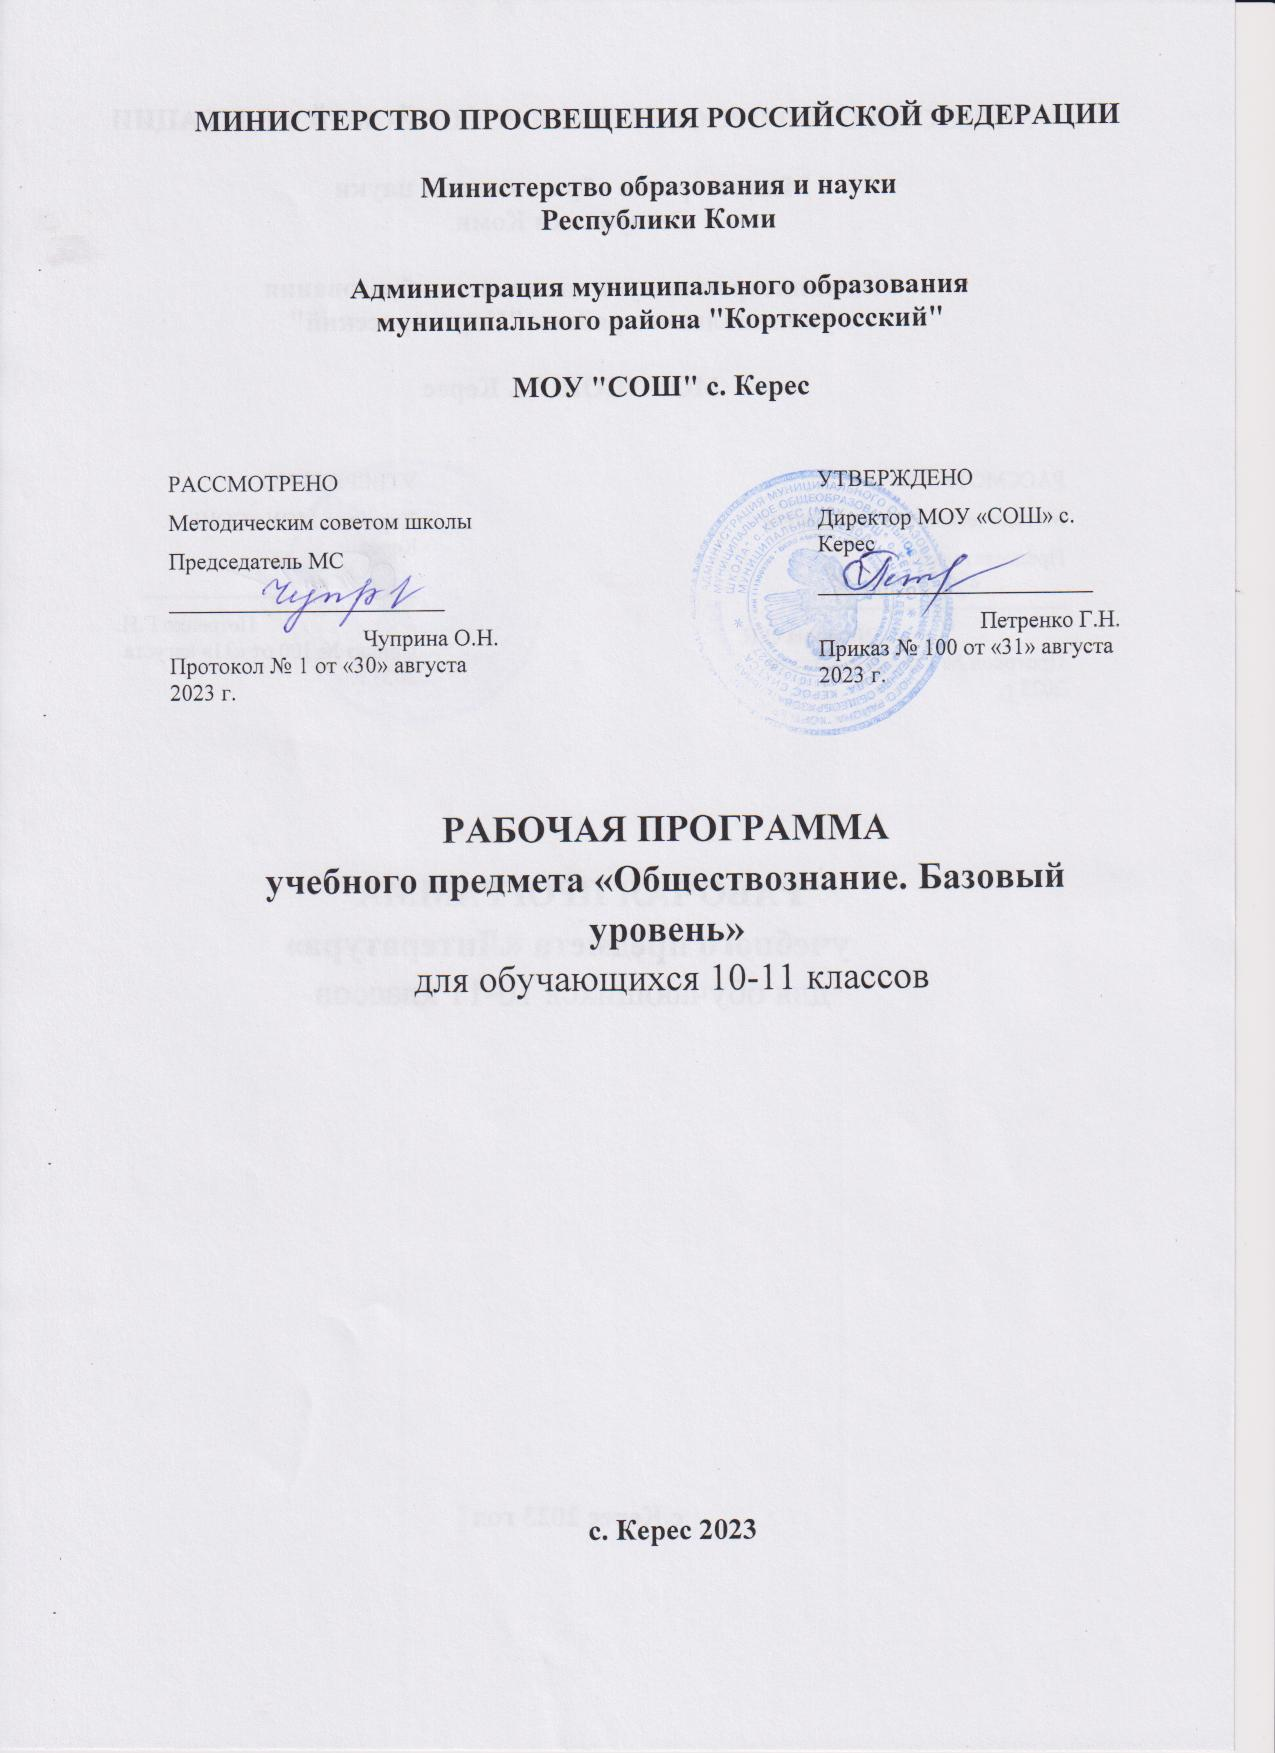 МИНИСТЕРСТВО ПРОСВЕЩЕНИЯ РОССИЙСКОЙ ФЕДЕРАЦИИ
Министерство образования и науки
Республики Коми
Администрация муниципального образования
муниципального района "Корткеросский"
МОУ "СОШ" с. Керес
РАССМОТРЕНО
Методическим советом школы
Председатель МС
Чуприна О.Н.
Протокол № 1 от «30» августа
2023 г.
УТВЕРЖДЕНО
Директор МОУ «СОШ» с.
Керес
Петренко Г.Н.
Приказ № 100 от «31» августа
2023 г.
РАБОЧАЯ ПРОГРАММА
учебного предмета «Обществознание. Базовый
уровень»
для обучающихся 10-11 классов
с. Керес 2023